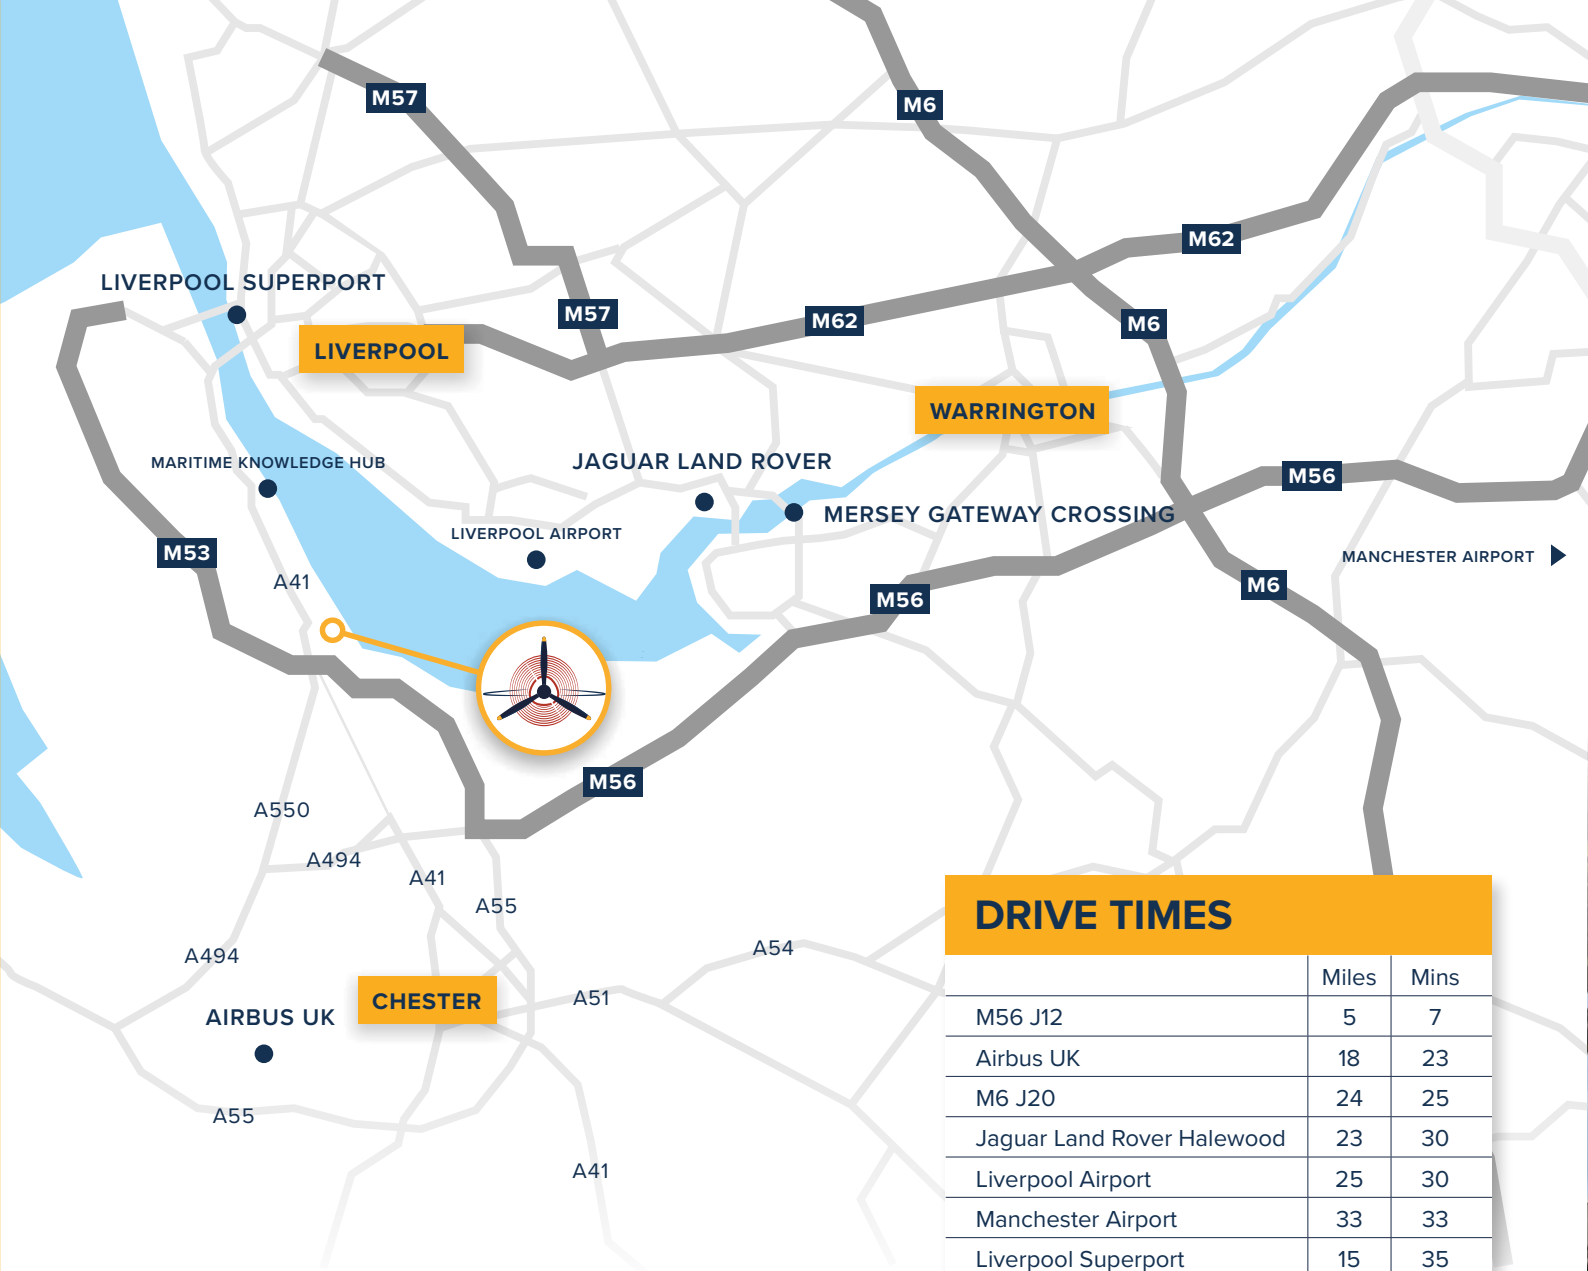 M57
M6
M62
LIVERPOOL SUPERPORT
M57
M62
M6
LIVERPOOL
WARRINGTON
MARITIME KNOWLEDGE HUB
JAGUAR LAND ROVER
M56
MERSEY GATEWAY CROSSING
LIVERPOOL AIRPORT
M53
MANCHESTER AIRPORT
A41
M6
M56
M56
A550
A494
A41
A55
A494
A54
CHESTER
A51
AIRBUS UK
A55
A41
DRIVE TIMES
Miles Mins
M56 J12 5 7
Airbus UK 18 23
M6 J20 24 25
Jaguar Land Rover Halewood 23 30
Liverpool Airport 25 30
Manchester Airport 33 33
Liverpool Superport 15 35